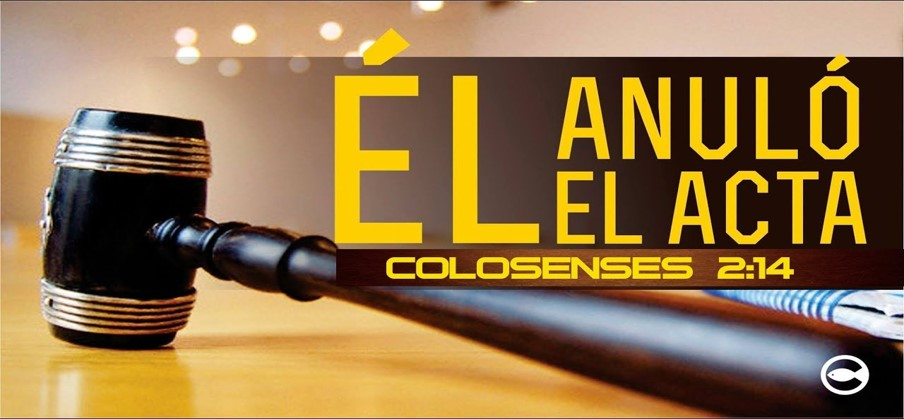 ÉL ANULÓ
EL ACTA
COLOSENSES 2:14